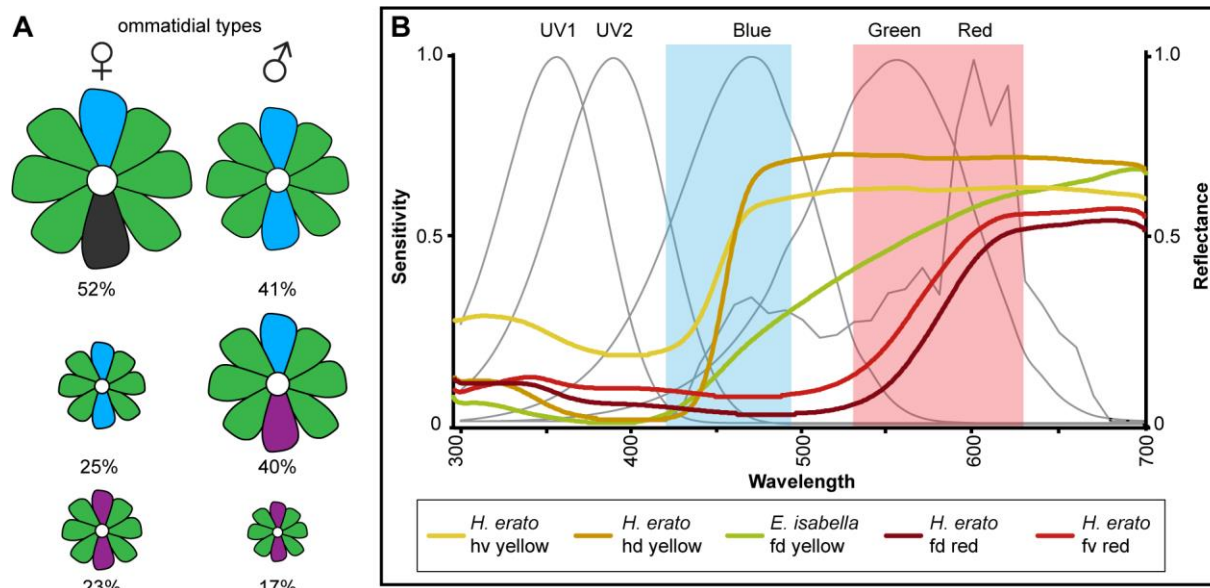 A
ommatidial types
♀ ♂
52% 41%
25% 40%
23% 17%
B
UV1 UV2 Blue Green Red
1.0 1.0
0.5 0.5
0 0
Sensitivity
Reflectance
300 400 500 600 700
Wavelength
H. erato H. erato E. isabella H. erato H. erato
hv yellow hd yellow fd yellow fd red fv red